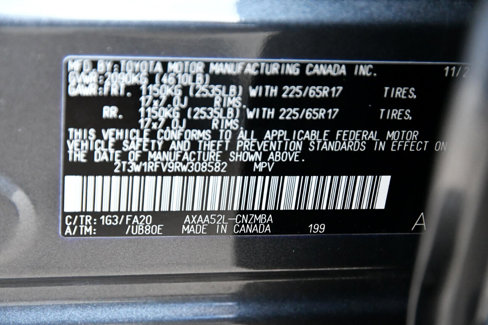 MFD.BY:TOYOTA MOTOR MANUFACTURING CANADA INC. 11/2
GVWR:2090KG (4610LB)
GAWR:FRT. 1150KG (2535LB) WITH 225/65R17 TIRES,
17x7.0J RIMS.
RR. 1150KG (2535LB) WITH 225/65R17 TIRES,
17x7.0J RIMS.
THIS VEHICLE CONFORMS TO ALL APPLICABLE FEDERAL MOTOR
VEHICLE SAFETY AND THEFT PREVENTION STANDARDS IN EFFECT ON
THE DATE OF MANUFACTURE SHOWN ABOVE.
2T3W1RFV9RW308582 MPV
C/TR: 1G3/FA20 AXAA52L-CNZMBA
A/TM: /UB80E MADE IN CANADA 199 A